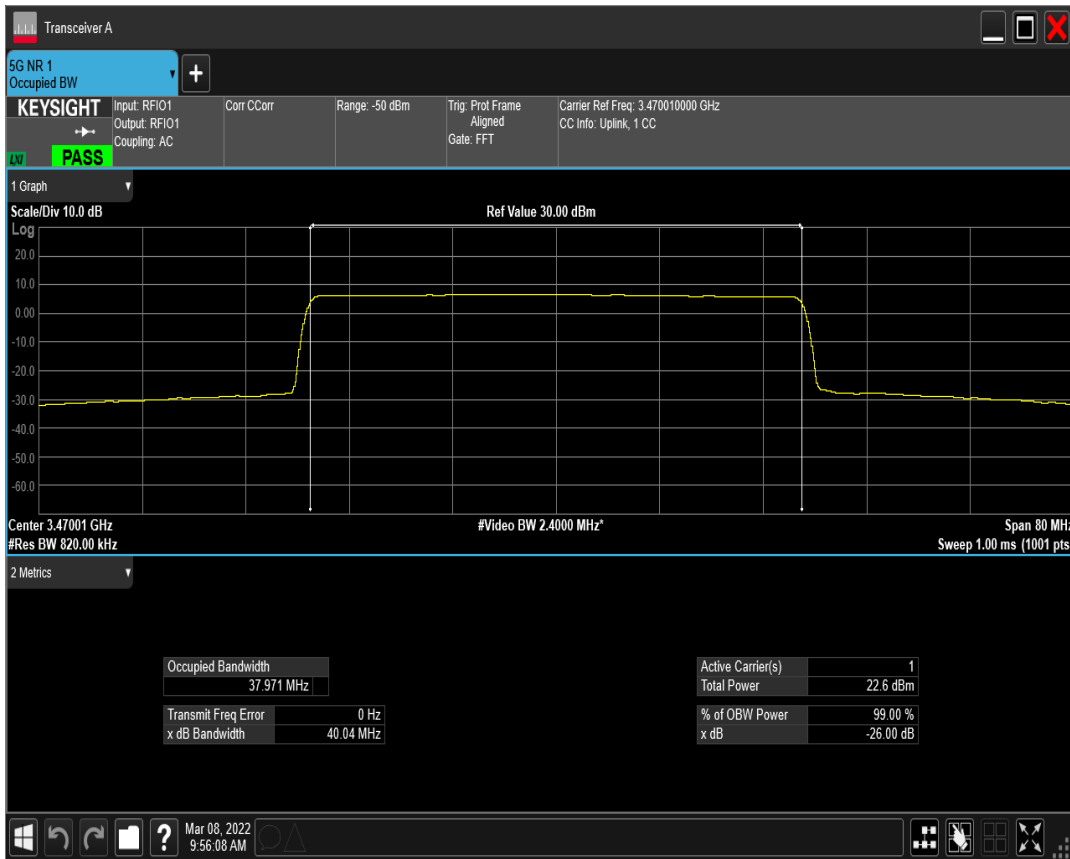 Transceiver A
5G NR 1
Occupied BW
+
KEYSIGHT
LXI
PASS
Input: RFIO1
Output: RFIO1
Coupling: AC
Corr CCorr
Range: -50 dBm
Trig: Prot Frame
Aligned
Gate: FFT
Carrier Ref Freq: 3.470010000 GHz
CC Info: Uplink, 1 CC
1 Graph
Scale/Div 10.0 dB
Ref Value 30.00 dBm
Log
20.0
10.0
0.00
-10.0
-20.0
-30.0
-40.0
-50.0
-60.0
Center 3.47001 GHz
#Video BW 2.4000 MHz*
Span 80 MHz
#Res BW 820.00 kHz
Sweep 1.00 ms (1001 pts
2 Metrics
Occupied Bandwidth
37.971 MHz
Transmit Freq Error 0 Hz
x dB Bandwidth 40.04 MHz
Active Carrier(s) 1
Total Power 22.6 dBm
% of OBW Power 99.00 %
x dB -26.00 dB
?
Mar 08, 2022
9:56:08 AM